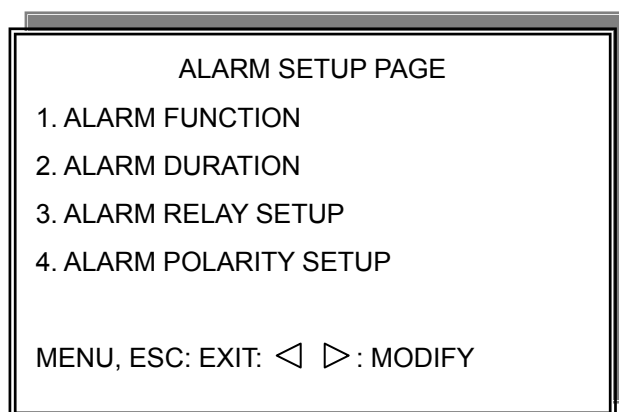 ALARM SETUP PAGE
1. ALARM FUNCTION
2. ALARM DURATION
3. ALARM RELAY SETUP
4. ALARM POLARITY SETUP
MENU, ESC: EXIT: ◁ ▷ : MODIFY